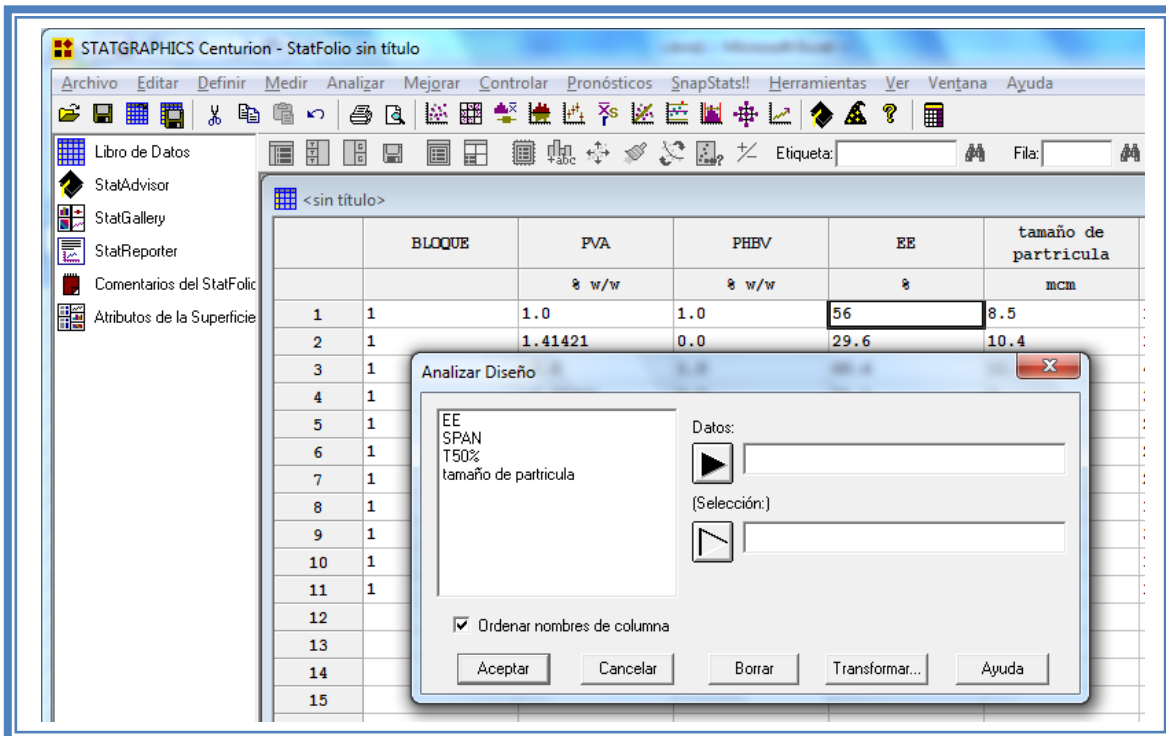 STATGRAPHICS Centurion - StatFolio sin título
Archivo Editar Definir Medir Analizar Mejorar Controlar Pronósticos SnapStats!! Herramientas Ver Ventana Ayuda
Etiqueta: Fila:
Libro de Datos
StatAdvisor
StatGallery
StatReporter
Comentarios del StatFolio
Atributos de la Superficie
<sin título>
BLOQUE PVA PHBV EE tamaño de partricula
% w/w % w/w % mcm
1 1 1.0 1.0 56 8.5
2 1 1.41421 0.0 29.6 10.4
3 1
4 1
5 1
6 1
7 1
8 1
9 1
10 1
11 1
12
13
14
15
Analizar Diseño
EE
SPAN
T50%
tamaño de partricula
Datos:
(Selección:)
Ordenar nombres de columna
Aceptar Cancelar Borrar Transformar... Ayuda